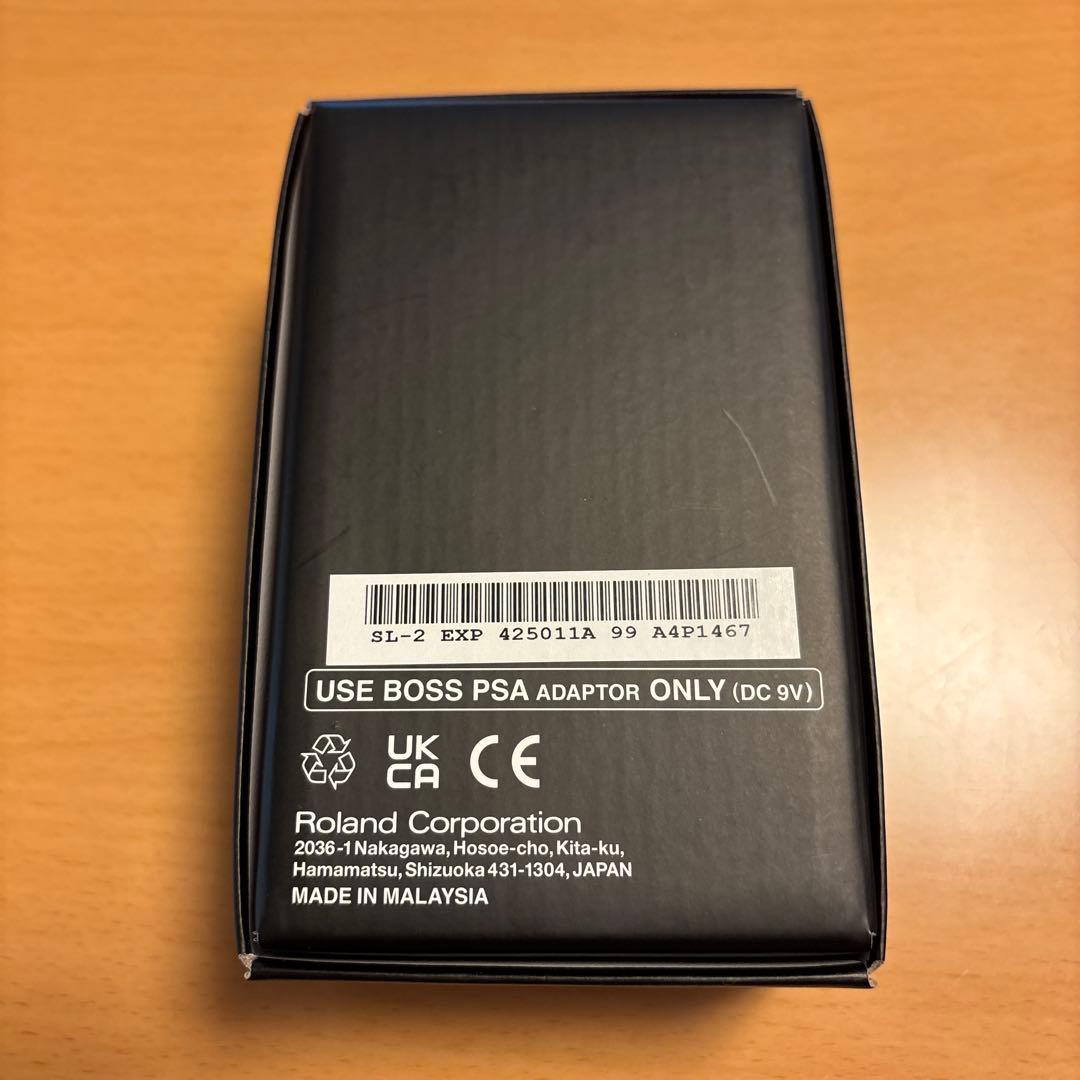 SL-2 EXP 425011A 99 A4P1467
USE BOSS PSA ADAPTOR ONLY (DC 9V)
UK
CA CE
Roland Corporation
2036-1 Nakagawa, Hosoe-cho, Kita-ku,
Hamamatsu, Shizuoka 431-1304, JAPAN
MADE IN MALAYSIA